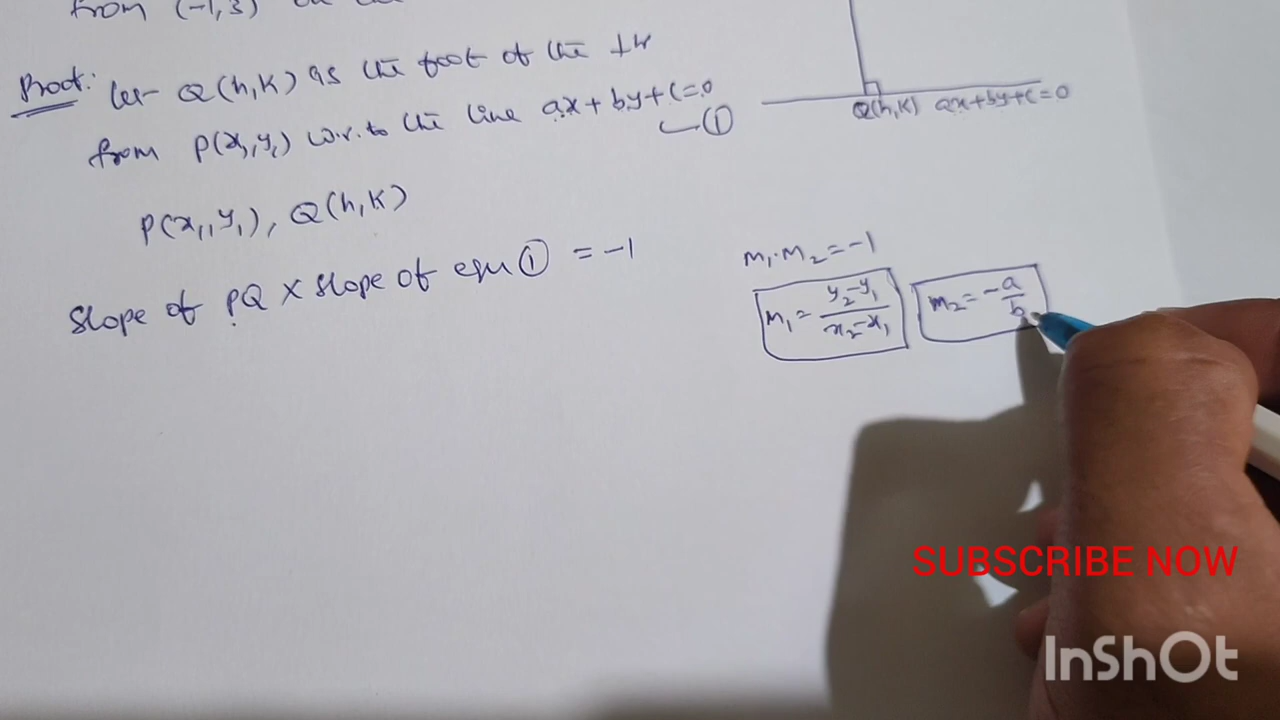 from (-1,3)
Proof: let Q(h,k) as the foot of the ⊥r
from P(x₁,y₁) w.r.to the line ax+by+c=0
①
Q(h,k) ax+by+c=0
P(x₁,y₁), Q(h,k)
Slope of PQ × slope of equ ① = -1
m₁.m₂=-1
m₁ = y₂-y₁/x₂-x₁
m₂ = -a/b
SUBSCRIBE NOW
InShOt